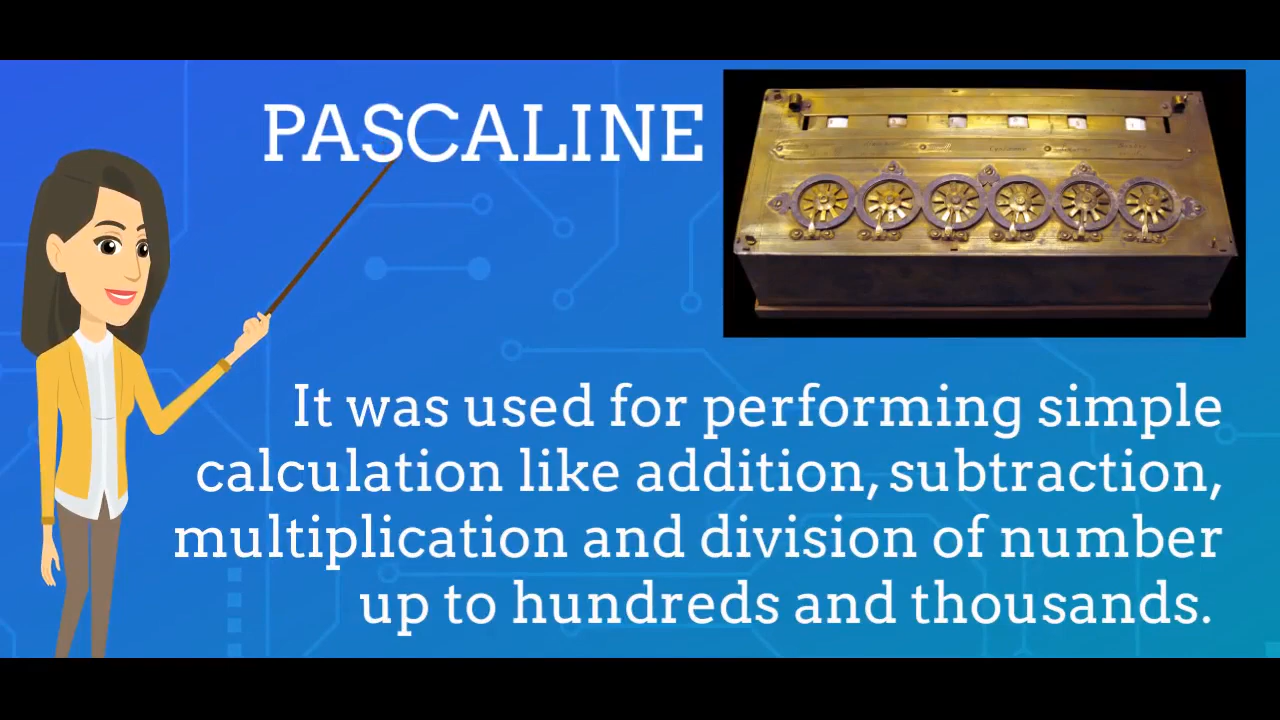 PASCALINE
It was used for performing simple
calculation like addition, subtraction,
multiplication and division of number
up to hundreds and thousands.